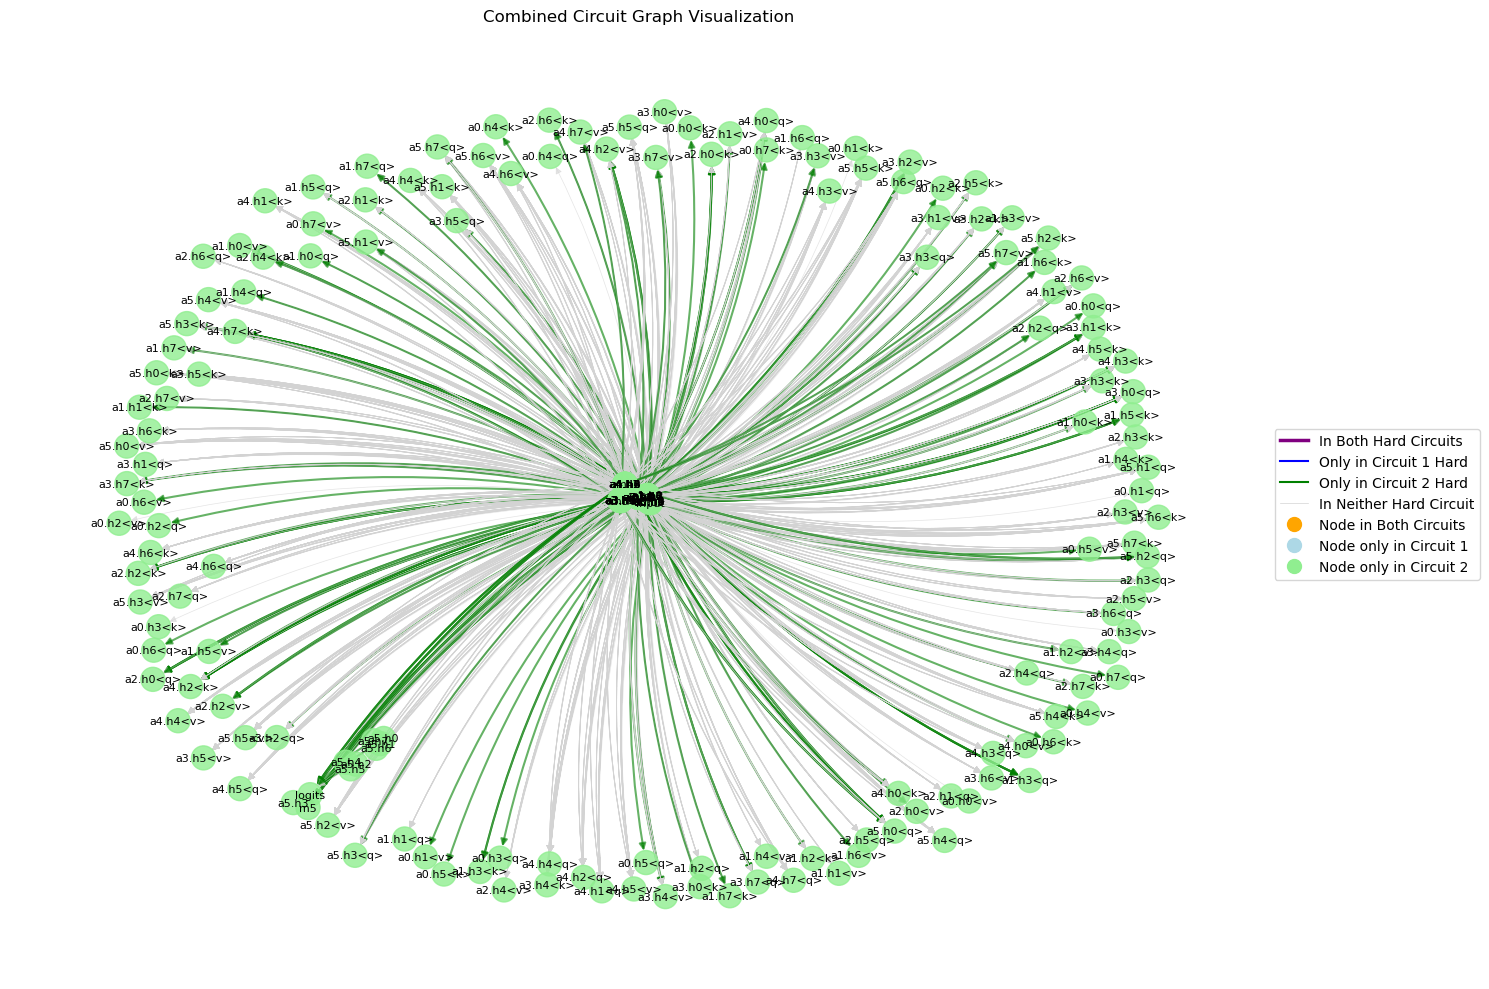 Combined Circuit Graph Visualization
a3.h0<v>
a2.h6<k>
a4.h0<q>
a0.h4<k>
a5.h5<q>
a0.h0<k>
a4.h7<v>
a2.h1<v>
a1.h6<q>
a5.h7<q>
a0.h1<k>
a4.h2<v>
a0.h7<k>
a5.h6<v>
a0.h4<q>
a3.h7<v>
a2.h0<k>
a3.h3<v>
a3.h2<v>
a1.h7<q>
a5.h5<k>
a4.h6<v>
a4.h4<k>
a5.h6<q>
a2.h5<k>
a1.h5<q>
a5.h1<k>
a0.h2<k>
a4.h3<v>
a4.h1<k>
a2.h1<k>
a3.h1<v>
a3.h2<k>
a1.h3<v>
a0.h7<v>
a3.h5<q>
a5.h2<k>
a1.h0<v>
a5.h1<v>
a5.h7<v>
a2.h6<q>
a2.h4<k>
a1.h0<q>
a3.h3<q>
a1.h6<k>
a2.h6<v>
a1.h4<q>
a4.h1<v>
a5.h4<v>
a0.h0<q>
a5.h3<k>
a4.h7<k>
a2.h2<q>
a3.h1<k>
a1.h7<v>
a4.h5<k>
a4.h3<k>
a5.h0<k>
a3.h5<k>
a3.h3<k>
a3.h0<q>
a2.h7<v>
a1.h1<k>
a1.h0<k>
a1.h5<k>
a3.h6<k>
a2.h3<k>
a5.h0<v>
a1.h4<k>
a3.h1<q>
a5.h1<q>
a3.h7<k>
a0.h1<q>
a0.h6<v>
a2.h3<v>
a5.h6<k>
a0.h2<v>
a0.h2<q>
a5.h7<k>
a0.h5<v>
a4.h6<k>
a5.h2<q>
a2.h2<k>
a4.h6<q>
a2.h3<q>
a5.h3<v>
a2.h7<q>
a2.h5<v>
a3.h6<q>
a0.h3<k>
a0.h3<v>
a0.h6<q>
a1.h5<v>
a1.h2<v>
a3.h4<q>
a2.h0<q>
a4.h2<k>
a2.h4<q>
a0.h7<q>
a2.h7<k>
a2.h2<v>
a4.h4<v>
a5.h4<k>
a0.h4<v>
a5.h5<v>
a3.h2<q>
a5.h0
a5.h1
a5.h6
a0.h6<k>
a4.h0<v>
a3.h5<v>
a4.h3<q>
a5.h4
a5.h2
a5.h5
a3.h6<v>
a1.h3<q>
a4.h5<q>
logits
a5.h3
m5
a4.h0<k>
a2.h1<q>
a0.h0<v>
a2.h0<v>
a5.h2<v>
a5.h0<q>
a1.h1<q>
a2.h5<q>
a5.h4<q>
a5.h3<q>
a0.h1<v>
a0.h3<q>
a1.h4<v>
a1.h2<k>
a1.h6<v>
a0.h5<k>
a1.h3<k>
a4.h4<q>
a0.h5<q>
a1.h2<q>
a1.h1<v>
a2.h4<v>
a3.h4<k>
a4.h2<q>
a3.h0<k>
a3.h7<q>
a4.h7<q>
a4.h1<q>
a4.h5<v>
a3.h4<v>
a1.h7<k>
In Both Hard Circuits
Only in Circuit 1 Hard
Only in Circuit 2 Hard
In Neither Hard Circuit
Node in Both Circuits
Node only in Circuit 1
Node only in Circuit 2